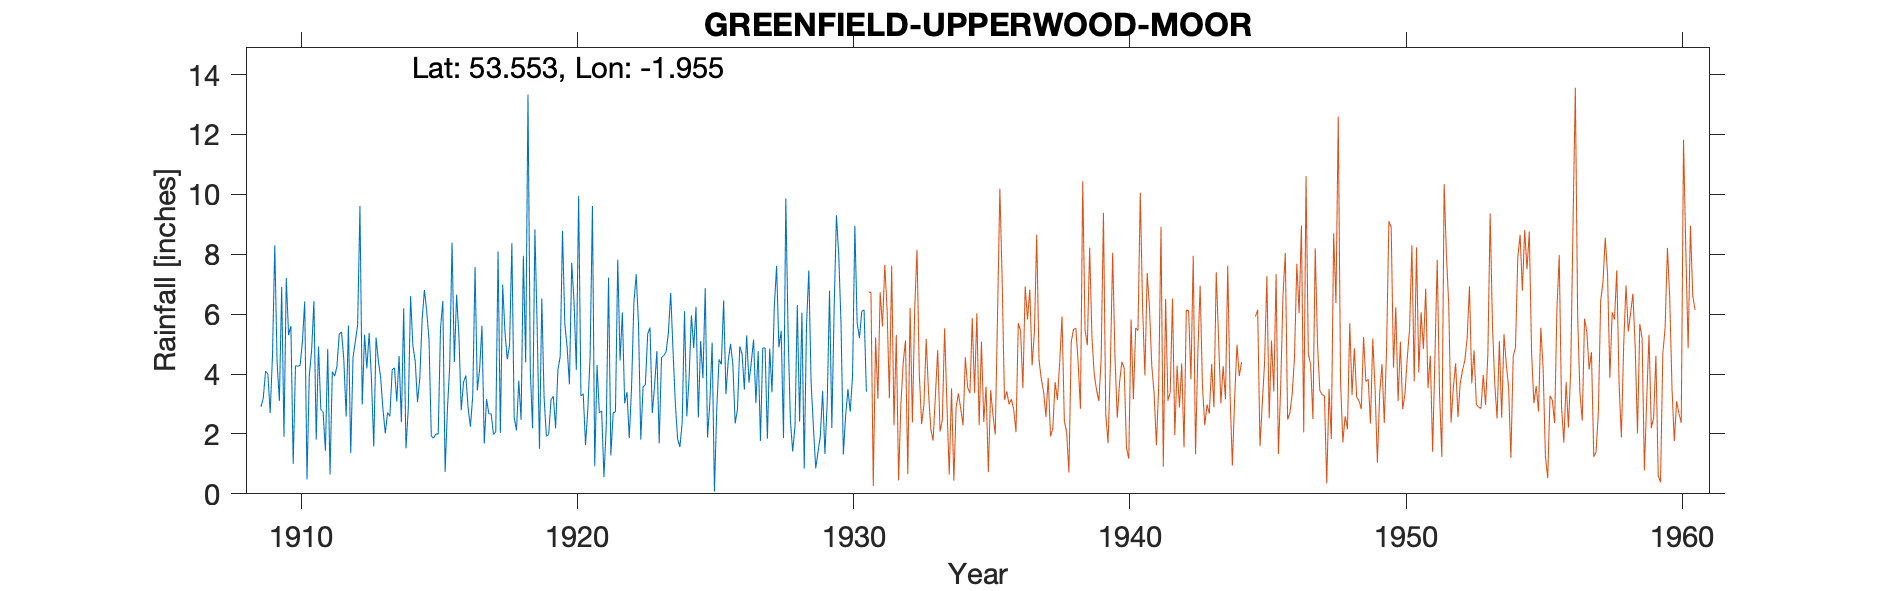 GREENFIELD-UPPERWOOD-MOOR
Lat: 53.553, Lon: -1.955
Rainfall [inches]
14
12
10
8
6
4
2
0
1910 1920 1930 1940 1950 1960
Year